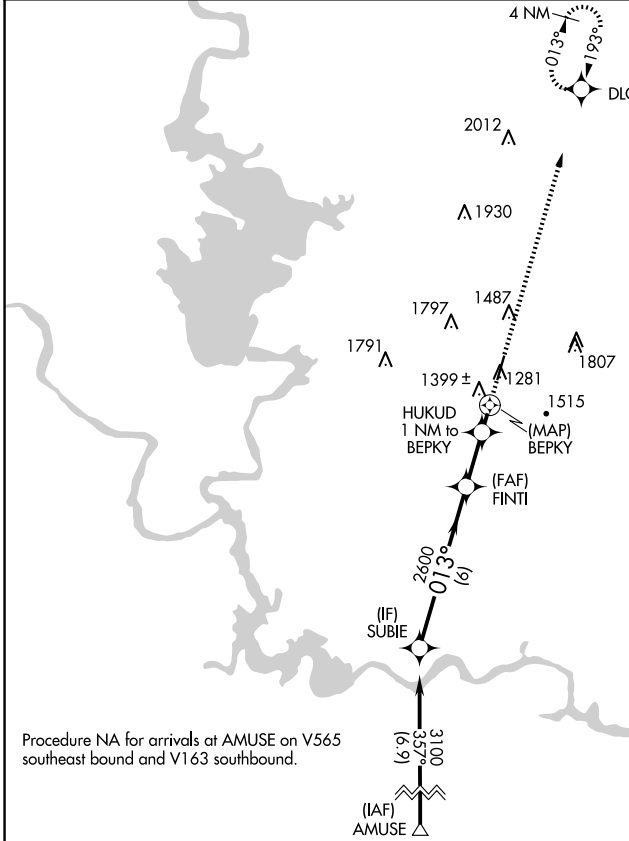 4 NM
013°
193°
DLC
2012
1930
1797
1487
1791
1807
1399 ±
1281
1515
HUKUD
1 NM to
BEPKY
(MAP)
BEPKY
(FAF)
FINTI
2600
013°
(6)
(IF)
SUBIE
3100
357°
(6.9)
Procedure NA for arrivals at AMUSE on V565
southeast bound and V163 southbound.
(IAF)
AMUSE